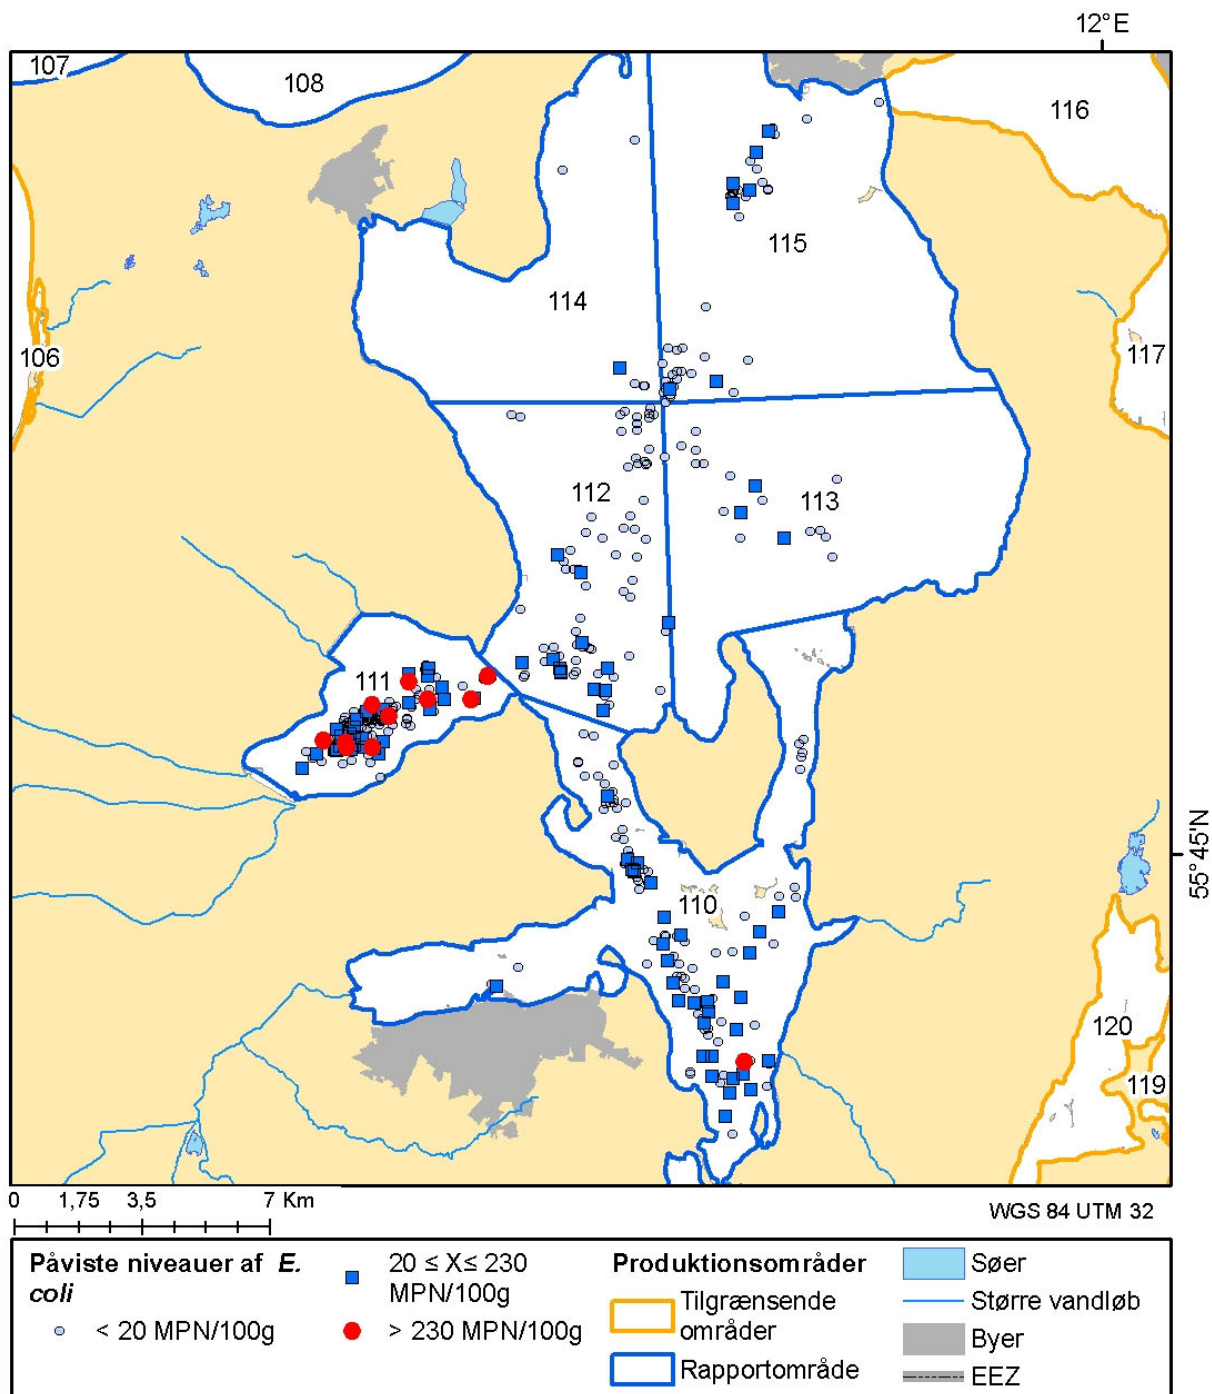 12°E
107
108
116
115
114
106
117
112
113
111
55°45'N
110
120
119
0 1,75 3,5 7 Km
WGS 84 UTM 32
Påviste niveauer af E. coli
< 20 MPN/100g
20 ≤ X≤ 230
MPN/100g
> 230 MPN/100g
Produktionsområder
Tilgrænsende
områder
Rapportområde
Søer
Større vandløb
Byer
EEZ